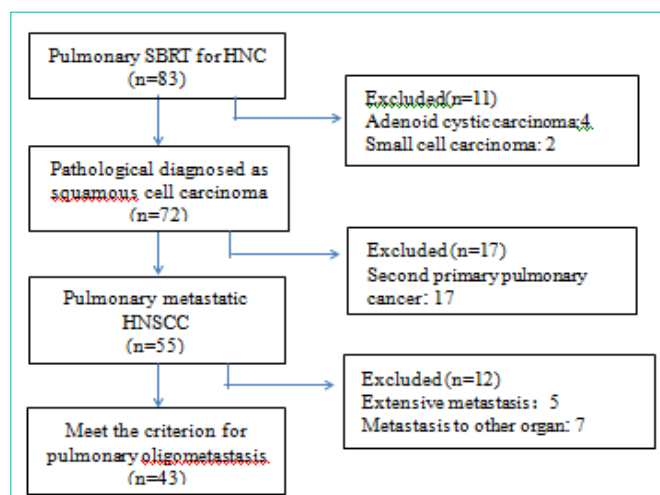 Pulmonary SBRT for HNC
(n=83)
Excluded(n=11)
Adenoid cystic carcinoma;4
Small cell carcinoma: 2
Pathological diagnosed as
squamous cell carcinoma
(n=72)
Excluded (n=17)
Second primary pulmonary
cancer: 17
Pulmonary metastatic
HNSCC
(n=55)
Excluded (n=12)
Extensive metastasis： 5
Metastasis to other organ: 7
Meet the criterion for
pulmonary oligometastasis
(n=43)